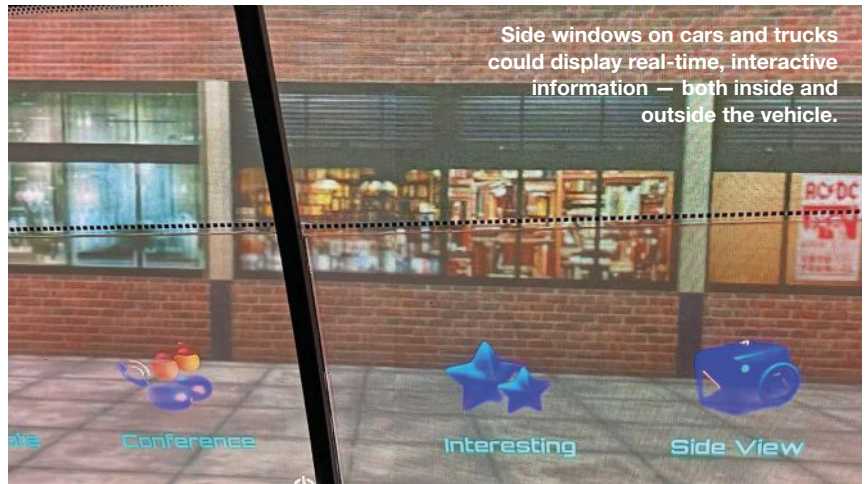 Side windows on cars and trucks
could display real-time, interactive
information — both inside and
outside the vehicle.
AC DC
Conference
Interesting
Side View